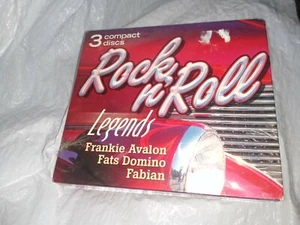 3 compact
discs
Rock
n' Roll
Legends
Frankie Avalon
Fats Domino
Fabian